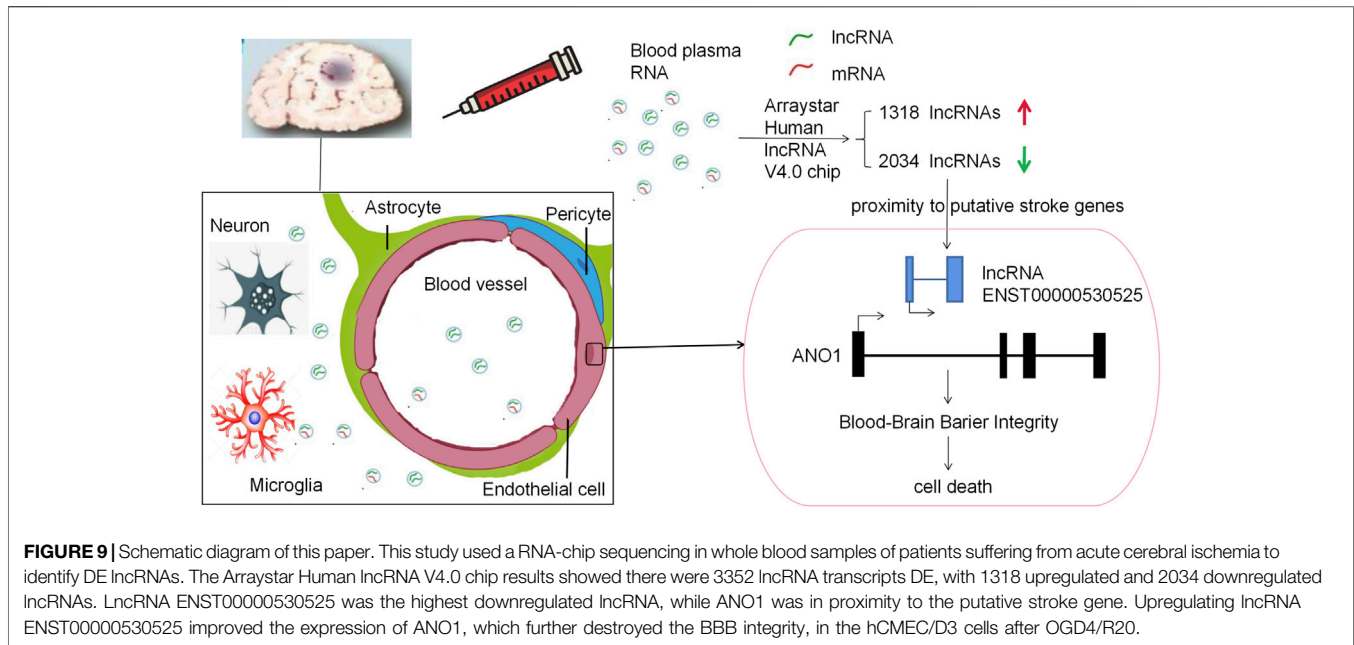 Blood plasma
RNA
lncRNA
mRNA
Arraystar
Human
lncRNA
V4.0 chip
1318 lncRNAs
2034 lncRNAs
proximity to putative stroke genes
Neuron
Astrocyte
Pericyte
Blood vessel
Microglia
Endothelial cell
lncRNA
ENST00000530525
ANO1
Blood-Brain Barrier Integrity
cell death
FIGURE 9 | Schematic diagram of this paper. This study used a RNA-chip sequencing in whole blood samples of patients suffering from acute cerebral ischemia to
identify DE lncRNAs. The Arraystar Human lncRNA V4.0 chip results showed there were 3352 lncRNA transcripts DE, with 1318 upregulated and 2034 downregulated
lncRNAs. LncRNA ENST00000530525 was the highest downregulated lncRNA, while ANO1 was in proximity to the putative stroke gene. Upregulating lncRNA
ENST00000530525 improved the expression of ANO1, which further destroyed the BBB integrity, in the hCMEC/D3 cells after OGD4/R20.